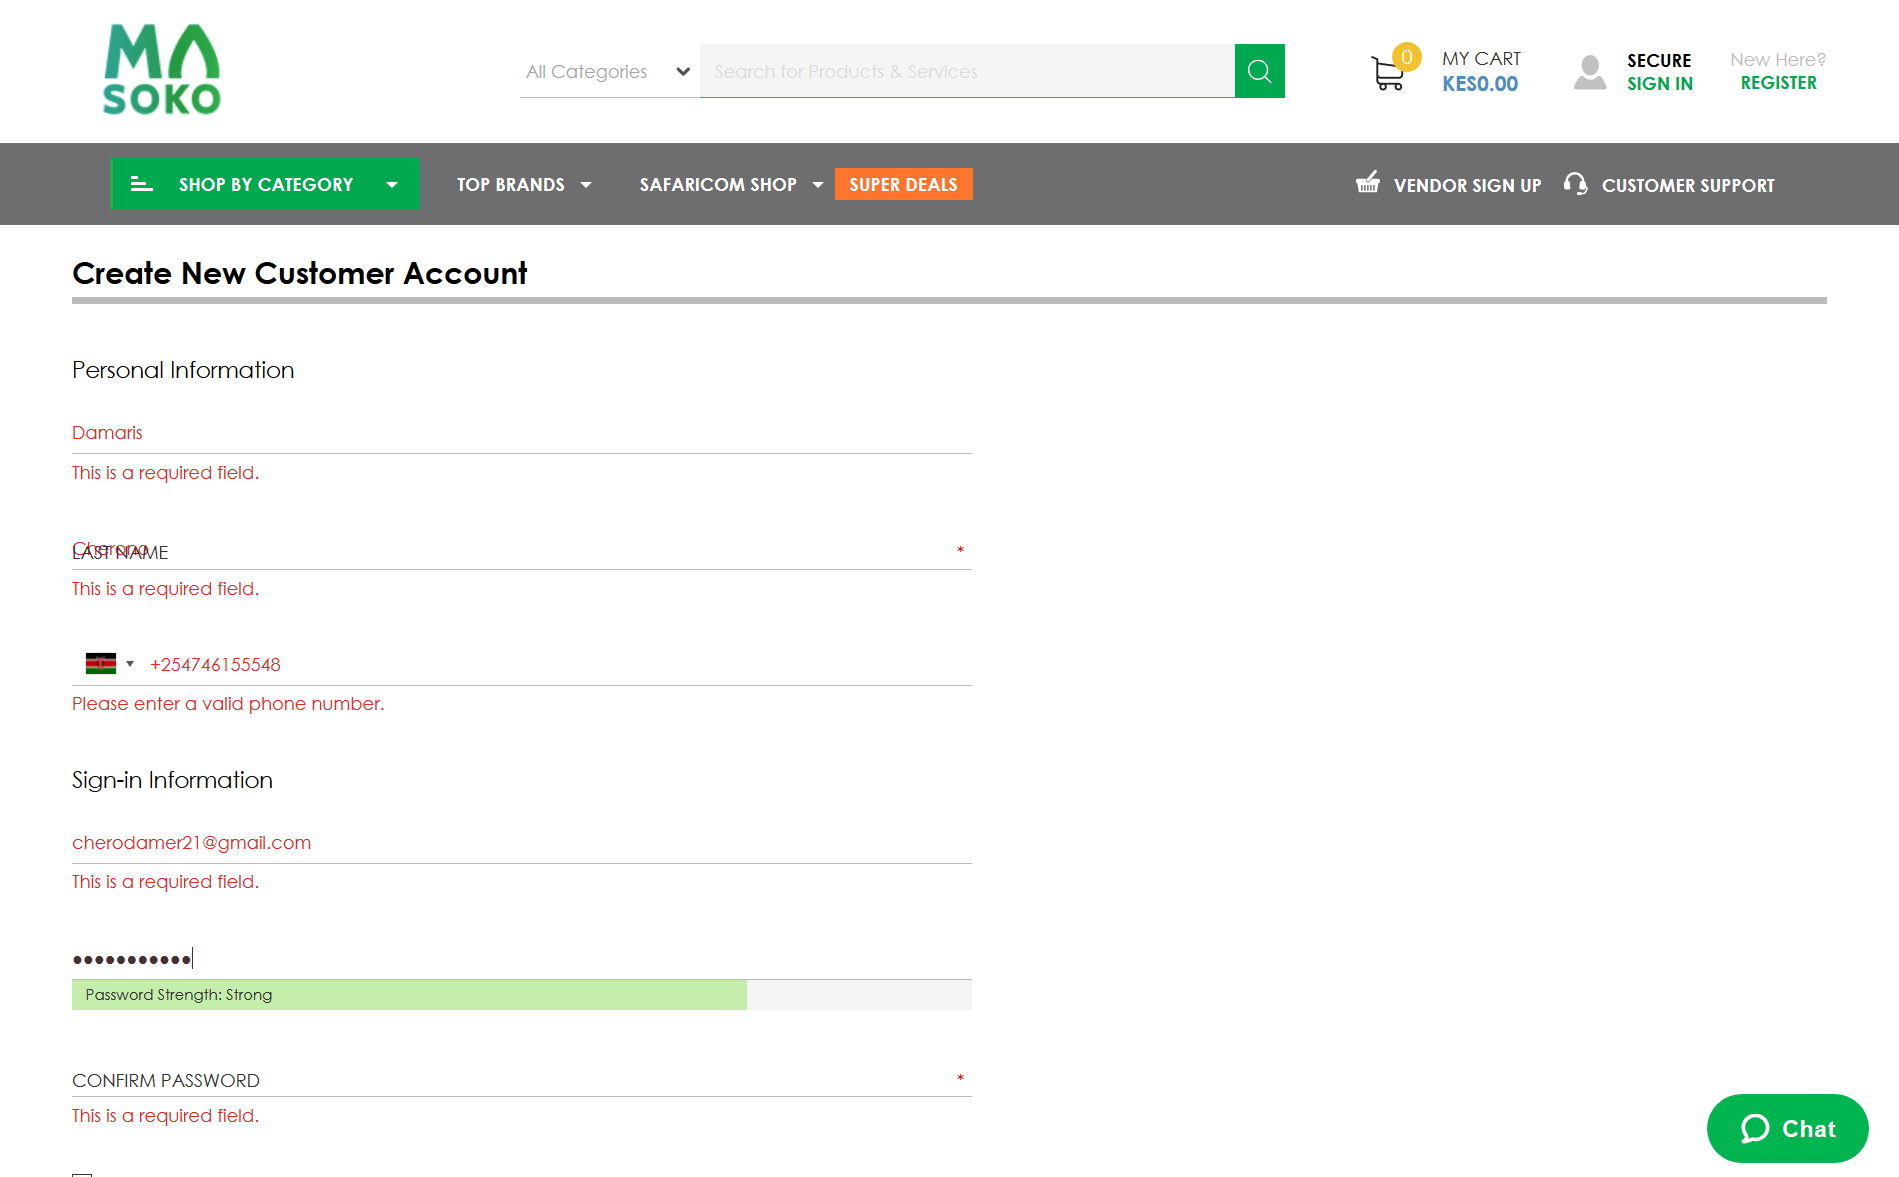 MA
SOKO
All Categories
Search for Products & Services
0
MY CART
KES0.00
SECURE
SIGN IN
New Here?
REGISTER
SHOP BY CATEGORY
TOP BRANDS
SAFARICOM SHOP
SUPER DEALS
VENDOR SIGN UP
CUSTOMER SUPPORT
Create New Customer Account
Personal Information
Damaris
This is a required field.
LAST NAME *
This is a required field.
+254746155548
Please enter a valid phone number.
Sign-in Information
cherodamer21@gmail.com
This is a required field.
Password Strength: Strong
CONFIRM PASSWORD *
This is a required field.
Chat